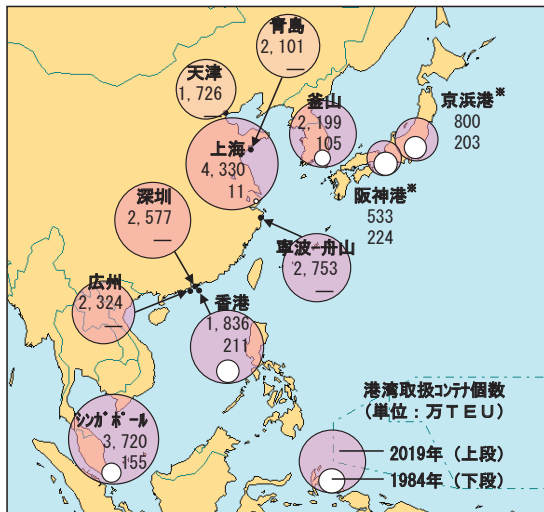 青島
2,101
―
天津
1,726
―
釜山
2,199
105
京浜港※
800
203
上海
4,330
11
阪神港※
533
224
深圳
2,577
―
寧波-舟山
2,753
―
広州
2,324
―
香港
1,836
211
シンガポール
3,720
155
港湾取扱コンテナ個数
(単位：万TEU)
2019年 (上段)
1984年 (下段)